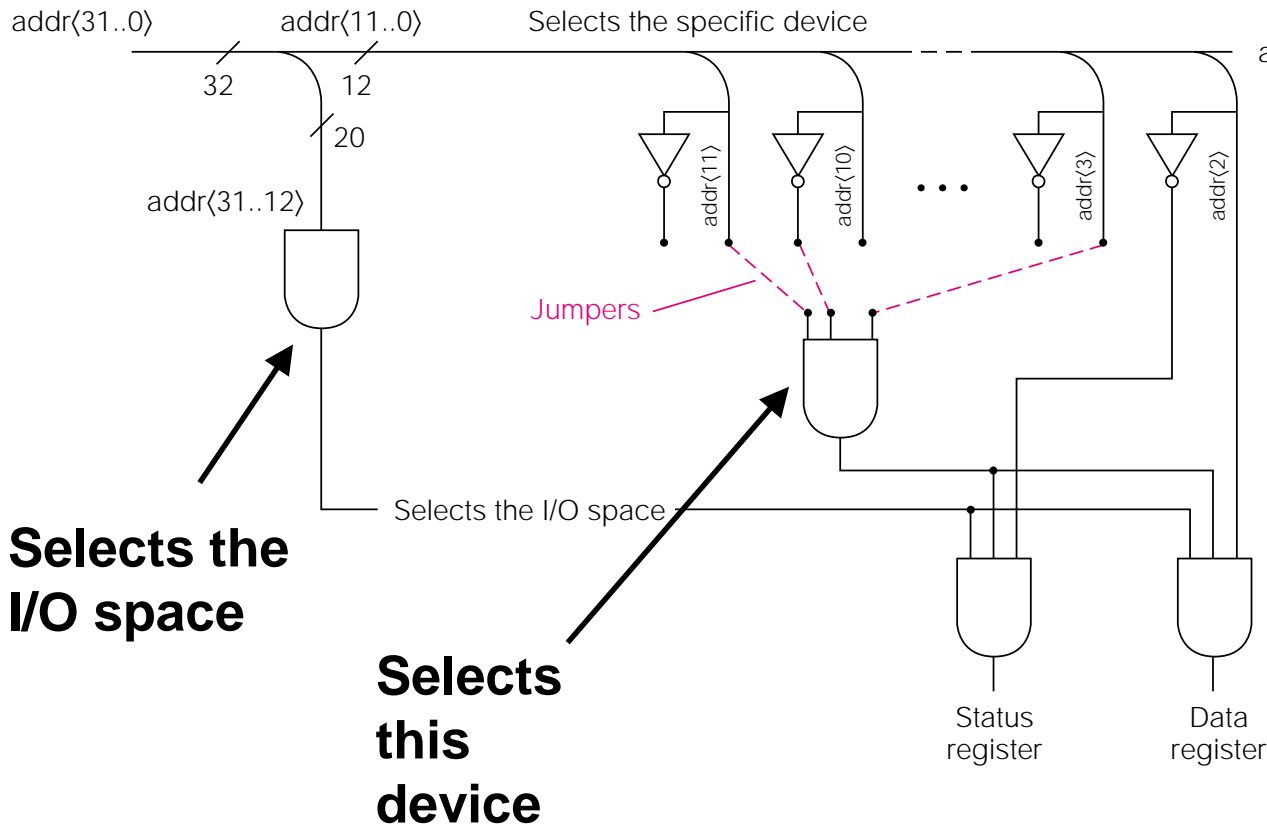 addr⟨31..0⟩
addr⟨11..0⟩
Selects the specific device
a
32
12
20
addr⟨11⟩
addr⟨10⟩
addr⟨3⟩
addr⟨2⟩
addr⟨31..12⟩
Jumpers
Selects the I/O space
Selects the
I/O space
Selects
this
device
Status
register
Data
register